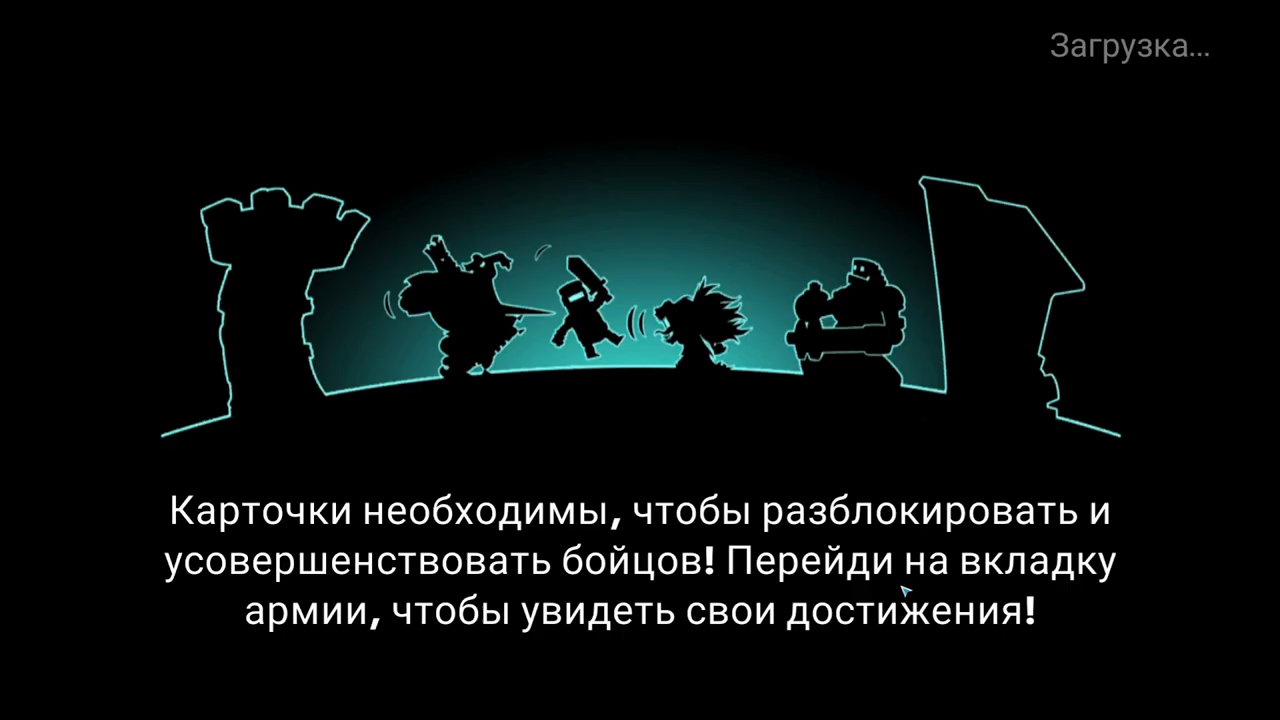 Загрузка...
Карточки необходимы, чтобы разблокировать и
усовершенствовать бойцов! Перейди на вкладку
армии, чтобы увидеть свои достижения!